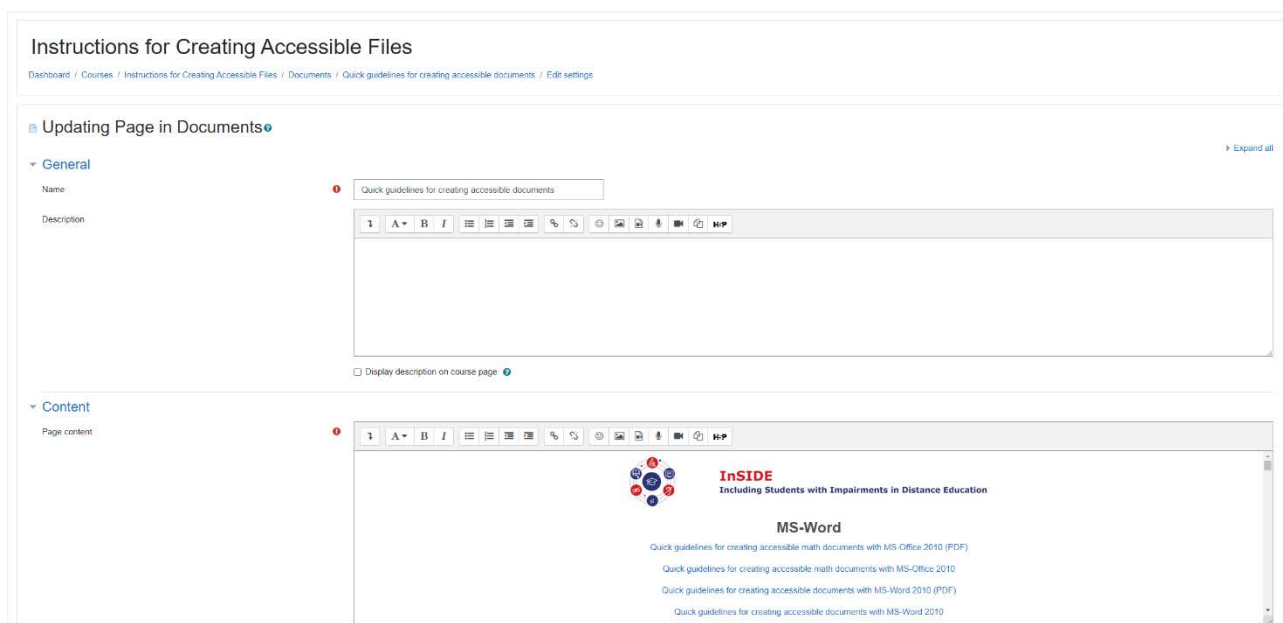 Instructions for Creating Accessible Files
Dashboard / Courses / Instructions for Creating Accessible Files / Documents / Quick guidelines for creating accessible documents / Edit settings
Updating Page in Documents
Expand all
General
Name
Quick guidelines for creating accessible documents
Description
A B I H-P
Display description on course page
Content
Page content
A B I H-P
InSIDE
Including Students with Impairments in Distance Education
MS-Word
Quick guidelines for creating accessible math documents with MS-Office 2010 (PDF)
Quick guidelines for creating accessible math documents with MS-Office 2010
Quick guidelines for creating accessible documents with MS-Word 2010 (PDF)
Quick guidelines for creating accessible documents with MS-Word 2010